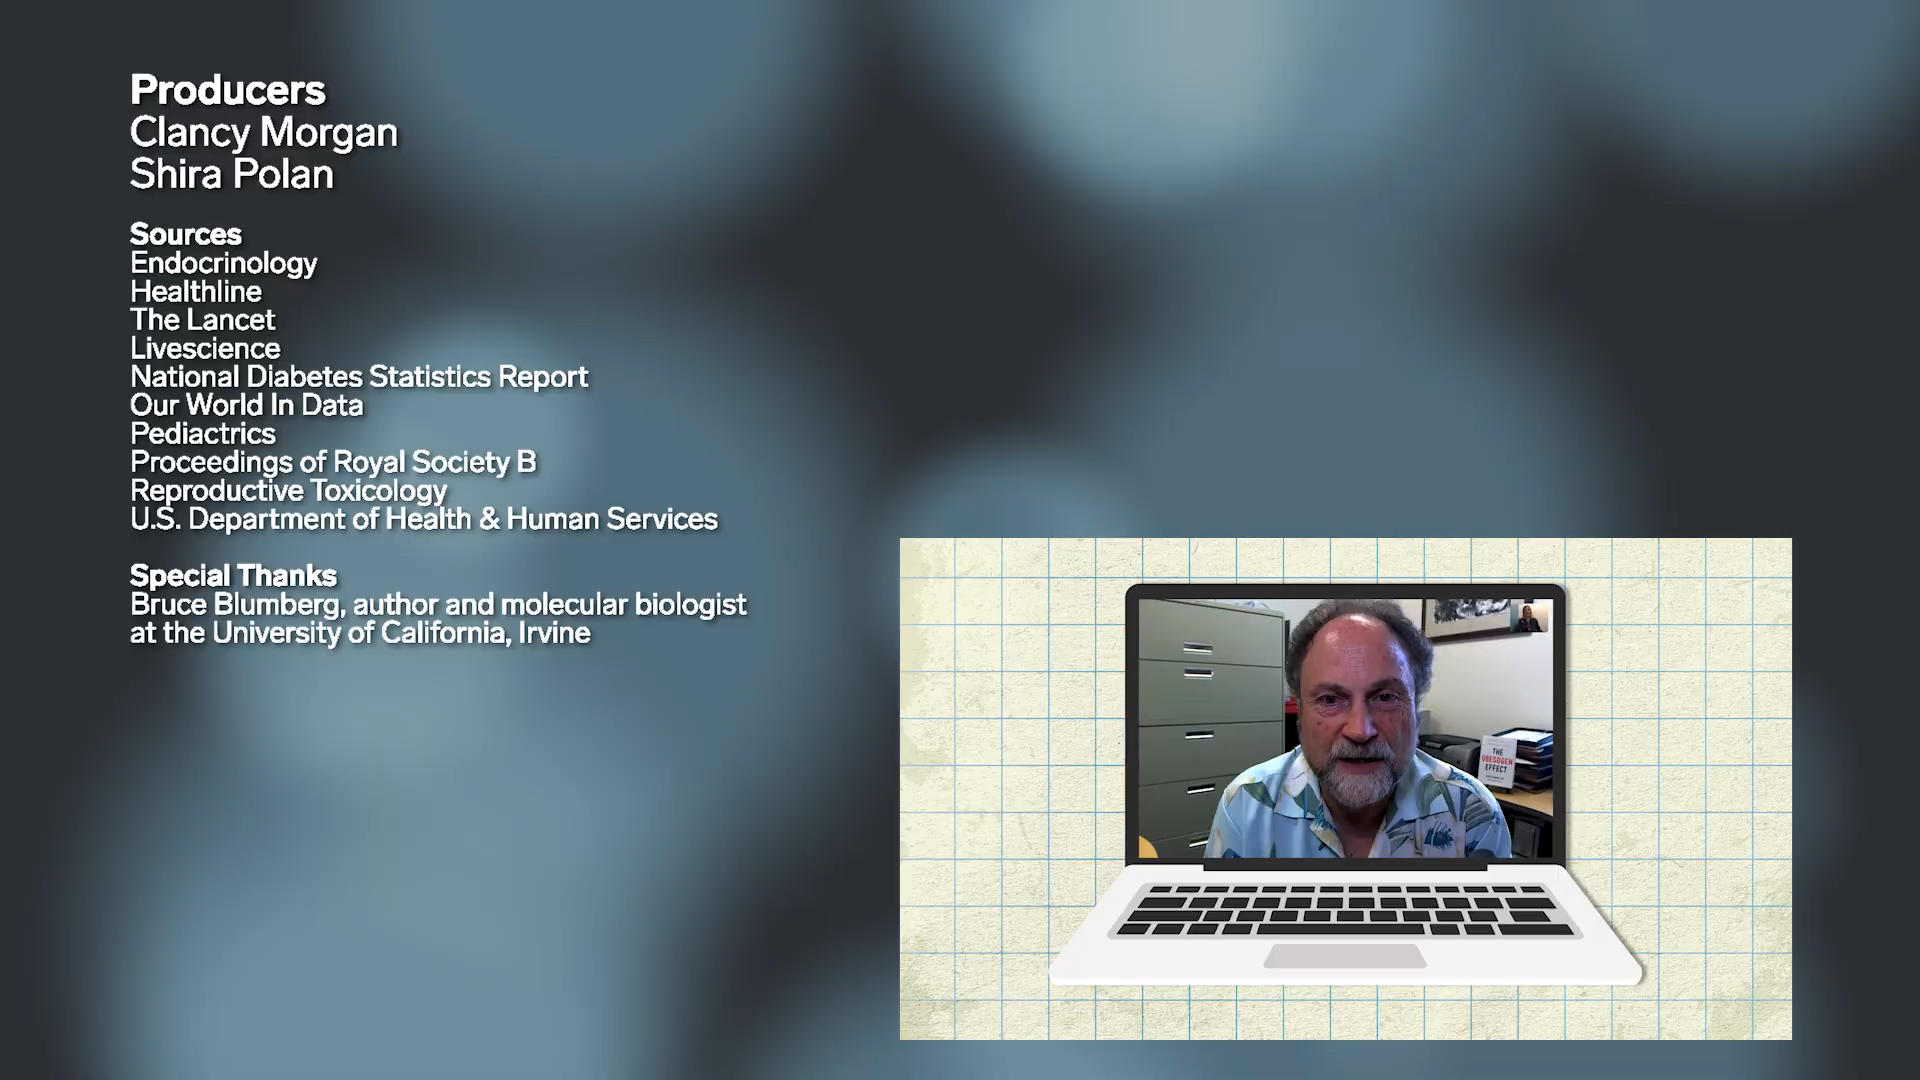 Producers
Clancy Morgan
Shira Polan
Sources
Endocrinology
Healthline
The Lancet
Livescience
National Diabetes Statistics Report
Our World In Data
Pediactrics
Proceedings of Royal Society B
Reproductive Toxicology
U.S. Department of Health & Human Services
Special Thanks
Bruce Blumberg, author and molecular biologist
at the University of California, Irvine
THE
OBESOGEN
EFFECT